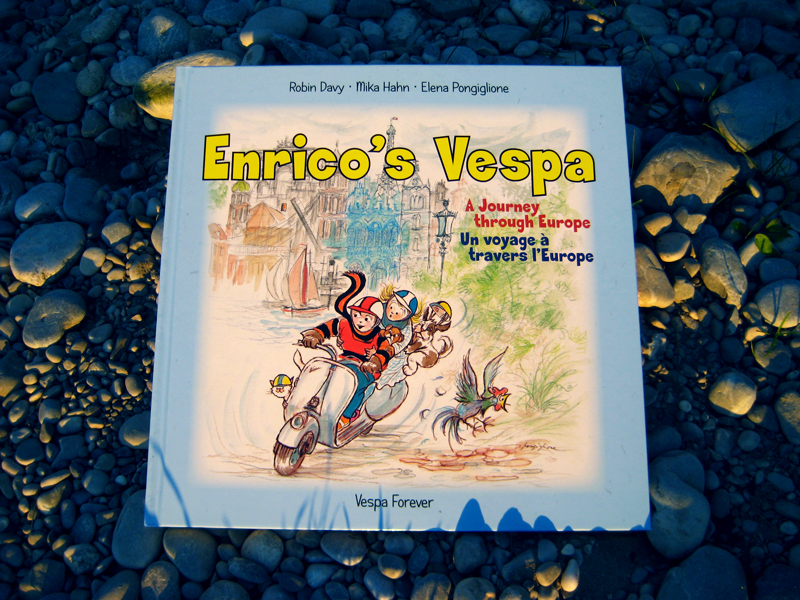 Robin Davy · Mika Hahn · Elena Pongiglione
Enrico's Vespa
A Journey
through Europe
Un voyage à
travers l'Europe
Vespa Forever